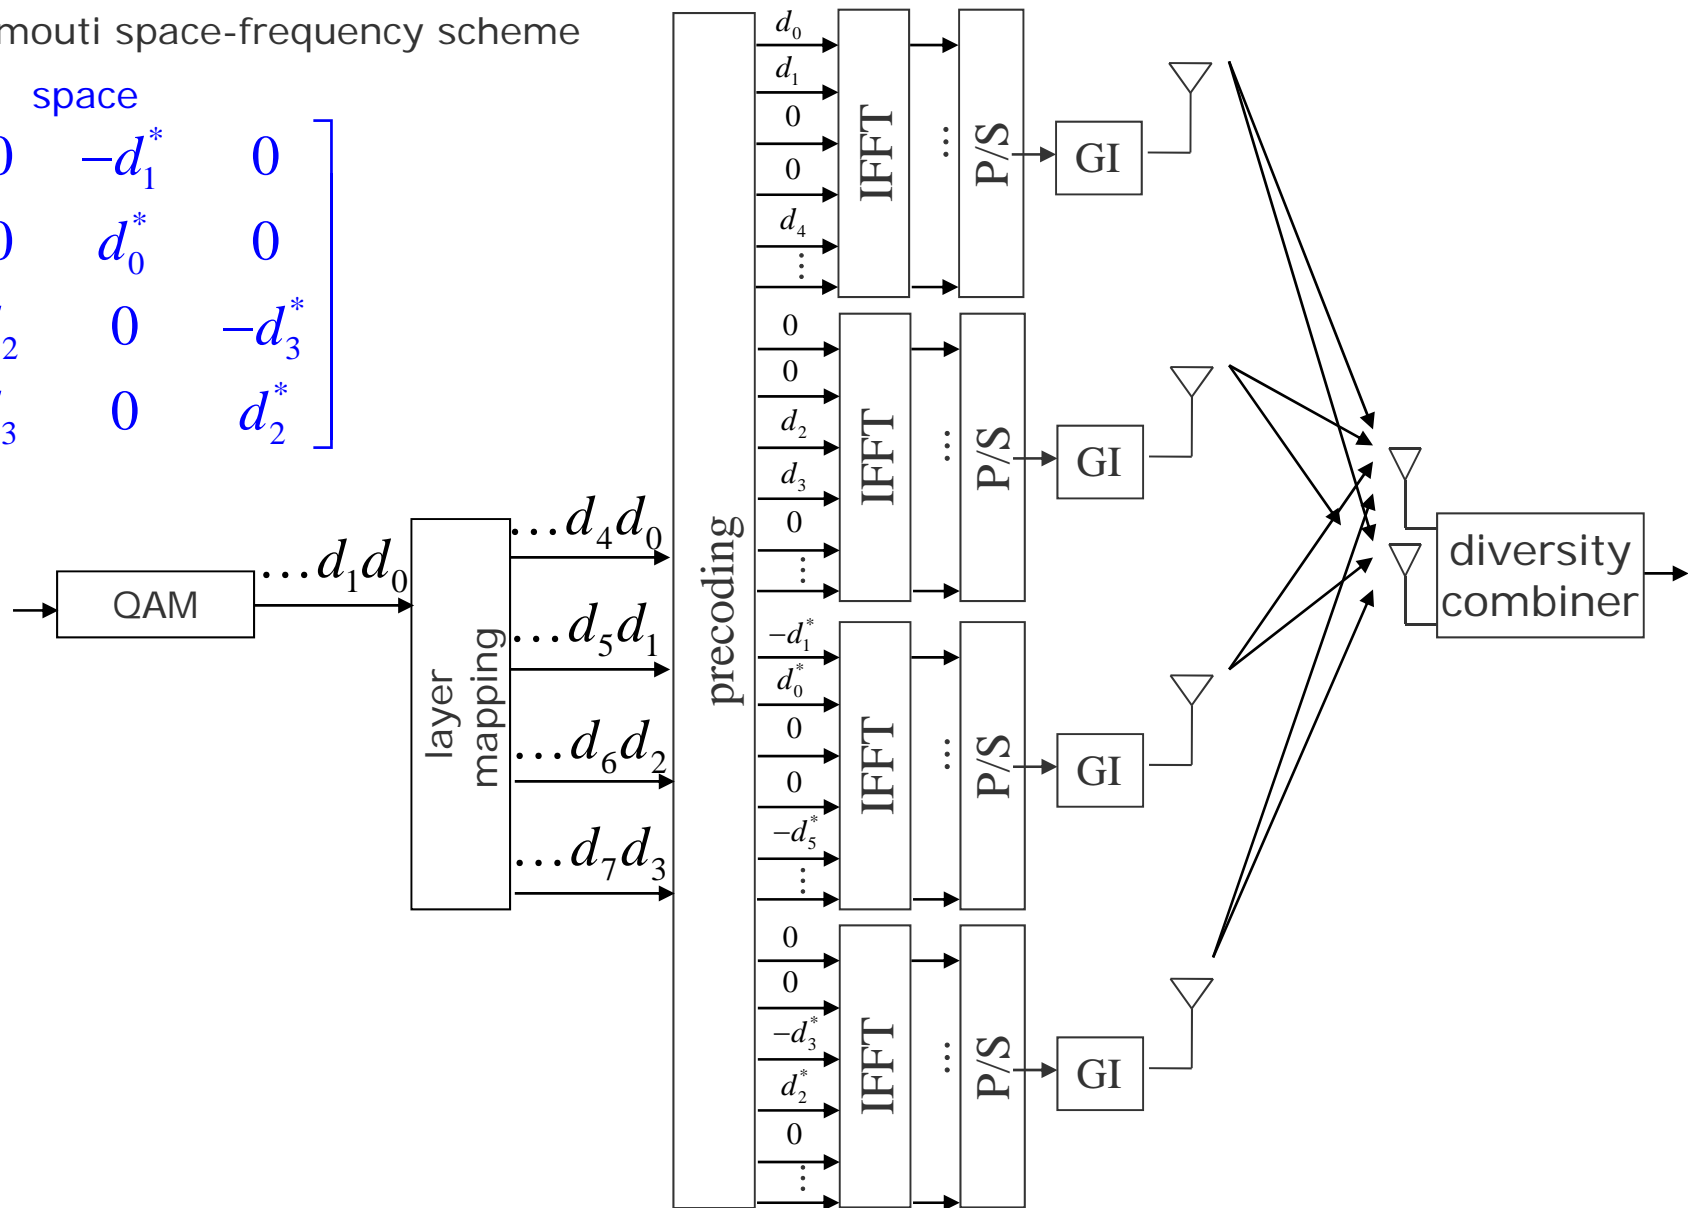 mouti space-frequency scheme
space
0 −d₁* 0
0 d₀* 0
₂ 0 −d₃*
₃ 0 d₂*
QAM
…d₁d₀
layer
mapping
…d₄d₀
…d₅d₁
…d₆d₂
…d₇d₃
precoding
d₀
d₁
0
0
d₄
⋮
IFFT
⋮
P/S
GI
0
0
d₂
d₃
0
⋮
IFFT
⋮
P/S
GI
−d₁*
d₀*
0
0
−d₅*
⋮
IFFT
⋮
P/S
GI
0
0
−d₃*
d₂*
0
⋮
IFFT
⋮
P/S
GI
diversity
combiner